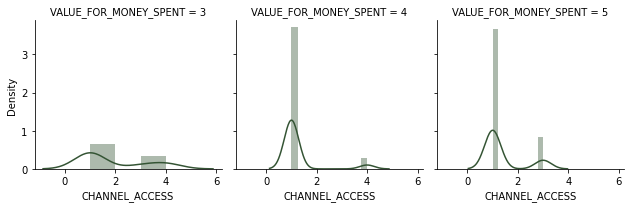 VALUE_FOR_MONEY_SPENT = 3
VALUE_FOR_MONEY_SPENT = 4
VALUE_FOR_MONEY_SPENT = 5
Density
3
2
1
0
0 2 4 6
0 2 4 6
0 2 4 6
CHANNEL_ACCESS
CHANNEL_ACCESS
CHANNEL_ACCESS